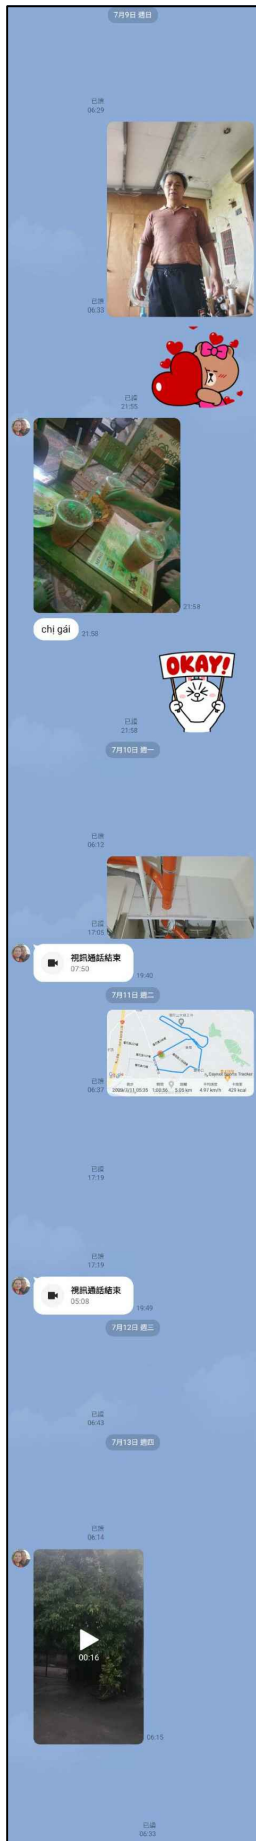 7月9日 週日
已讀
06:29
已讀
06:33
已讀
21:55
21:58
chị gái
21:58
OKAY!
已讀
21:58
7月10日 週一
已讀
06:12
已讀
17:05
視訊通話結束
07:50
19:40
7月11日 週二
已讀
06:37
已讀
17:19
已讀
17:19
視訊通話結束
05:08
19:49
7月12日 週三
已讀
06:43
7月13日 週四
已讀
06:14
00:16
06:15
已讀
06:33